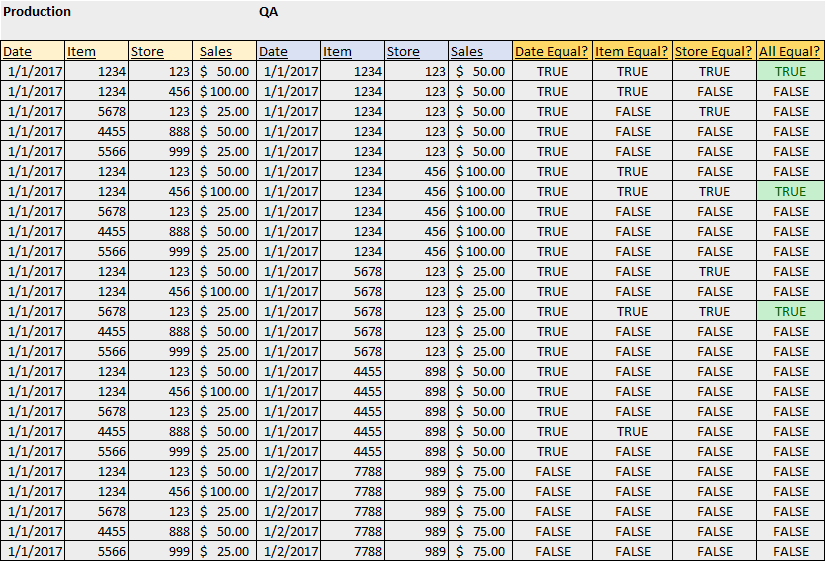 Production QA
Date Item Store Sales Date Item Store Sales Date Equal? Item Equal? Store Equal? All Equal?
1/1/2017 1234 123 $ 50.00 1/1/2017 1234 123 $ 50.00 TRUE TRUE TRUE TRUE
1/1/2017 1234 456 $100.00 1/1/2017 1234 123 $ 50.00 TRUE TRUE FALSE FALSE
1/1/2017 5678 123 $ 25.00 1/1/2017 1234 123 $ 50.00 TRUE FALSE TRUE FALSE
1/1/2017 4455 888 $ 50.00 1/1/2017 1234 123 $ 50.00 TRUE FALSE FALSE FALSE
1/1/2017 5566 999 $ 25.00 1/1/2017 1234 123 $ 50.00 TRUE FALSE FALSE FALSE
1/1/2017 1234 123 $ 50.00 1/1/2017 1234 456 $100.00 TRUE TRUE FALSE FALSE
1/1/2017 1234 456 $100.00 1/1/2017 1234 456 $100.00 TRUE TRUE TRUE TRUE
1/1/2017 5678 123 $ 25.00 1/1/2017 1234 456 $100.00 TRUE FALSE FALSE FALSE
1/1/2017 4455 888 $ 50.00 1/1/2017 1234 456 $100.00 TRUE FALSE FALSE FALSE
1/1/2017 5566 999 $ 25.00 1/1/2017 1234 456 $100.00 TRUE FALSE FALSE FALSE
1/1/2017 1234 123 $ 50.00 1/1/2017 5678 123 $ 25.00 TRUE FALSE TRUE FALSE
1/1/2017 1234 456 $100.00 1/1/2017 5678 123 $ 25.00 TRUE FALSE FALSE FALSE
1/1/2017 5678 123 $ 25.00 1/1/2017 5678 123 $ 25.00 TRUE TRUE TRUE TRUE
1/1/2017 4455 888 $ 50.00 1/1/2017 5678 123 $ 25.00 TRUE FALSE FALSE FALSE
1/1/2017 5566 999 $ 25.00 1/1/2017 5678 123 $ 25.00 TRUE FALSE FALSE FALSE
1/1/2017 1234 123 $ 50.00 1/1/2017 4455 898 $ 50.00 TRUE FALSE FALSE FALSE
1/1/2017 1234 456 $100.00 1/1/2017 4455 898 $ 50.00 TRUE FALSE FALSE FALSE
1/1/2017 5678 123 $ 25.00 1/1/2017 4455 898 $ 50.00 TRUE FALSE FALSE FALSE
1/1/2017 4455 888 $ 50.00 1/1/2017 4455 898 $ 50.00 TRUE TRUE FALSE FALSE
1/1/2017 5566 999 $ 25.00 1/1/2017 4455 898 $ 50.00 TRUE FALSE FALSE FALSE
1/1/2017 1234 123 $ 50.00 1/2/2017 7788 989 $ 75.00 FALSE FALSE FALSE FALSE
1/1/2017 1234 456 $100.00 1/2/2017 7788 989 $ 75.00 FALSE FALSE FALSE FALSE
1/1/2017 5678 123 $ 25.00 1/2/2017 7788 989 $ 75.00 FALSE FALSE FALSE FALSE
1/1/2017 4455 888 $ 50.00 1/2/2017 7788 989 $ 75.00 FALSE FALSE FALSE FALSE
1/1/2017 5566 999 $ 25.00 1/2/2017 7788 989 $ 75.00 FALSE FALSE FALSE FALSE